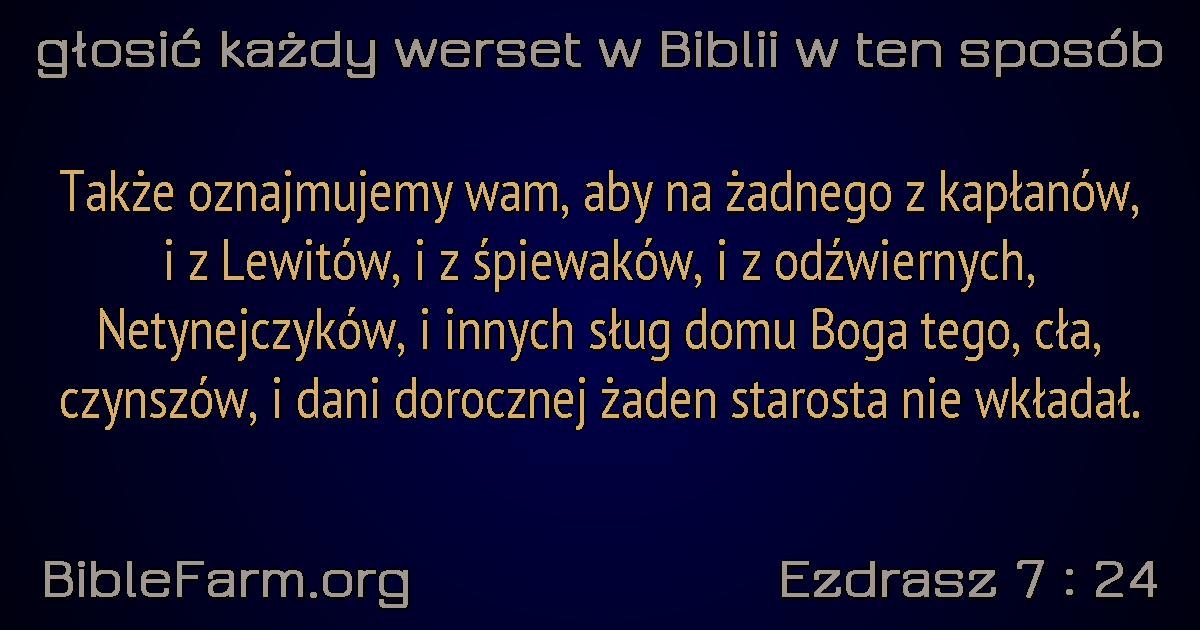 głosić każdy werset w Biblii w ten sposób
Także oznajmujemy wam, aby na żadnego z kapłanów,
i z Lewitów, i z śpiewaków, i z odźwiernych,
Netynejczyków, i innych sług domu Boga tego, cła,
czynszów, i dani dorocznej żaden starosta nie wkładał.
BibleFarm.org
Ezdrasz 7 : 24